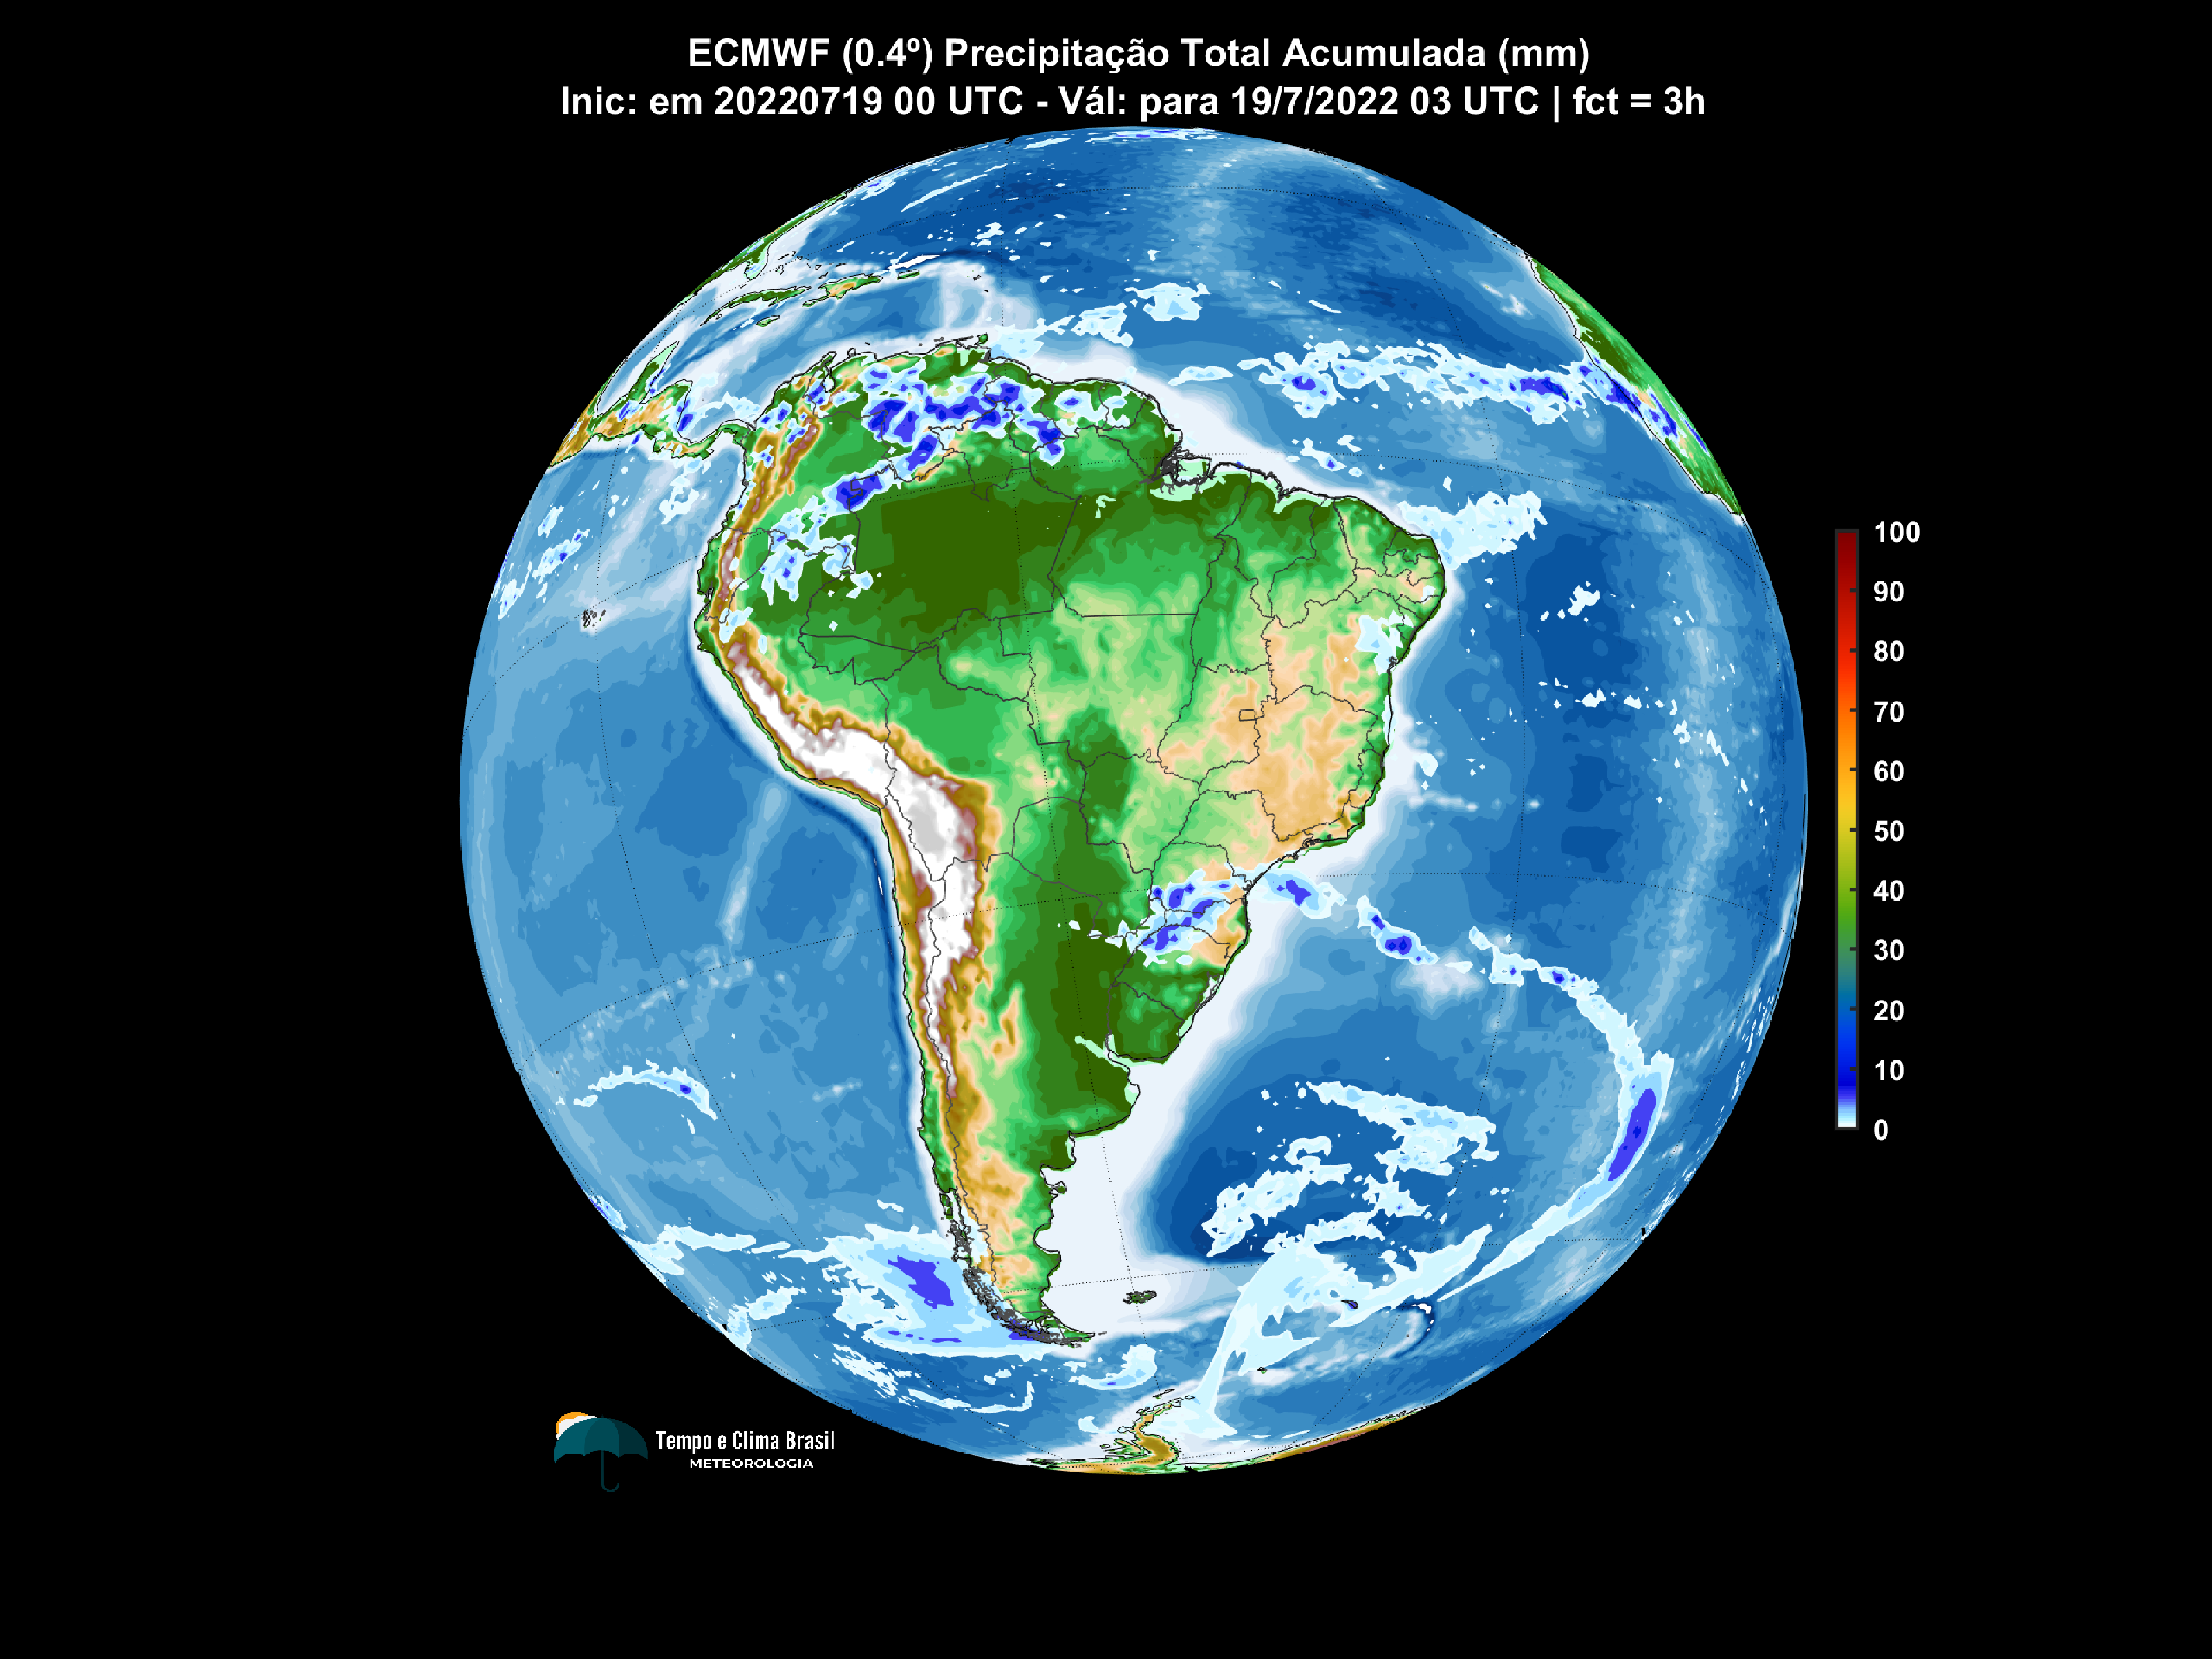 ECMWF (0.4º) Precipitação Total Acumulada (mm)
Inic: em 20220719 00 UTC - Vál: para 19/7/2022 03 UTC | fct = 3h
100
90
80
70
60
50
40
30
20
10
0
Tempo e Clima Brasil
METEOROLOGIA